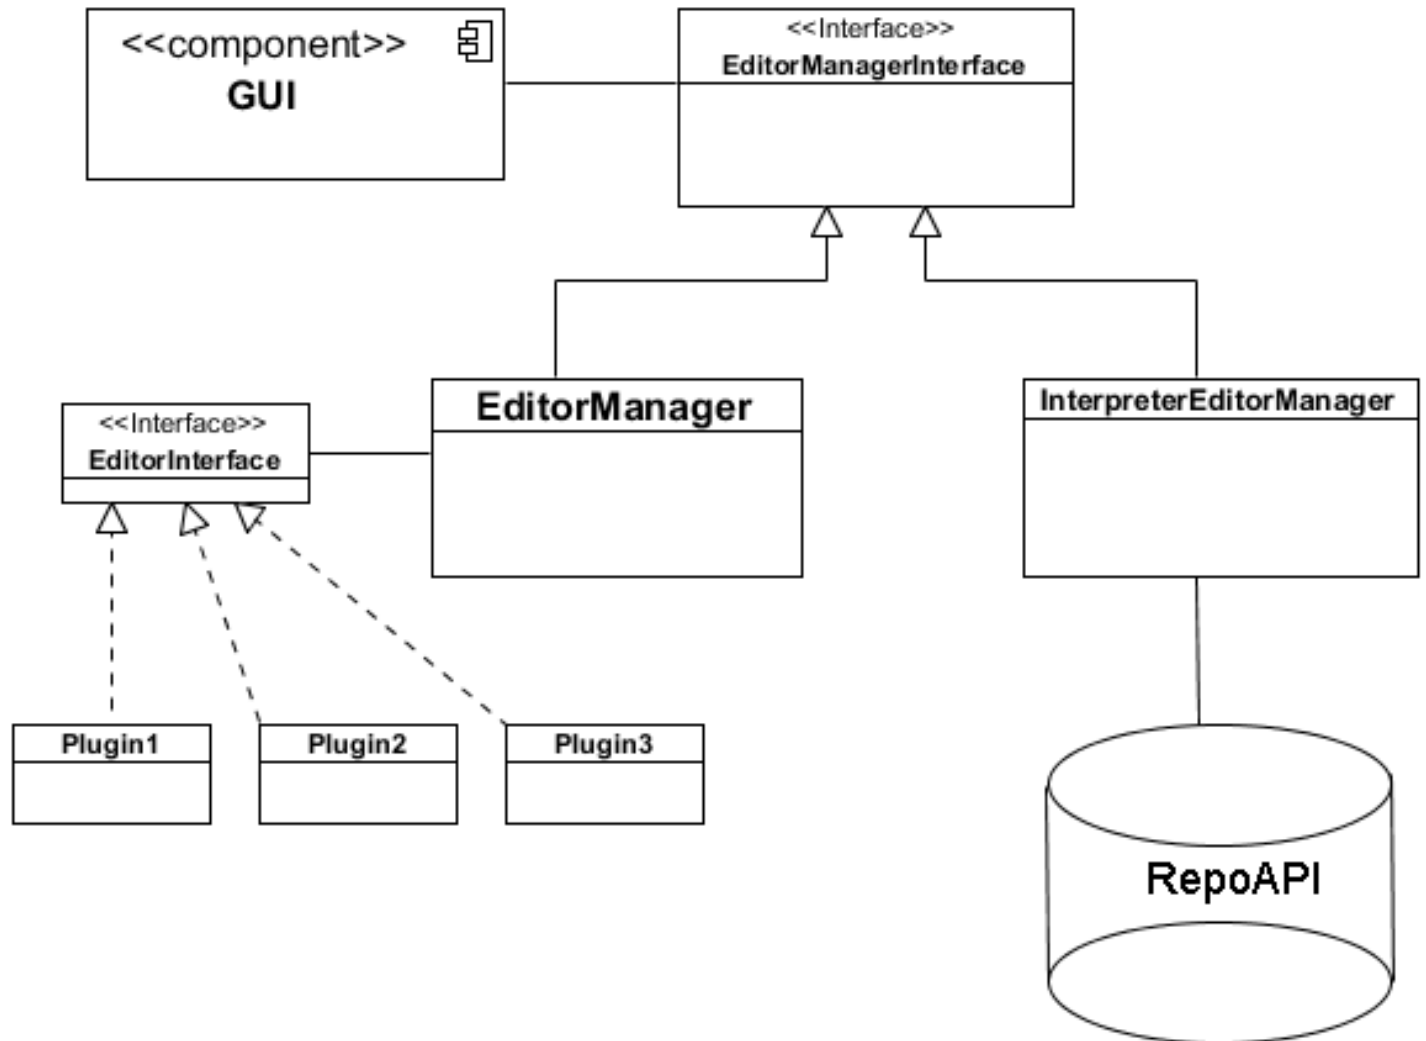 <<component>>
GUI
<<Interface>>
EditorManagerInterface
EditorManager
InterpreterEditorManager
<<Interface>>
EditorInterface
Plugin1
Plugin2
Plugin3
RepoAPI